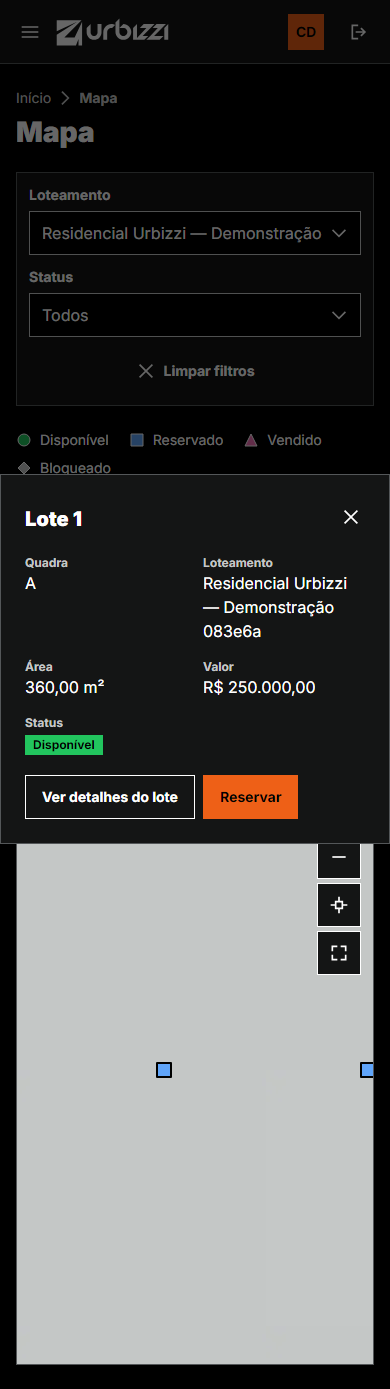 urbizzi
CD
Início
Mapa
Mapa
Loteamento
Residencial Urbizzi — Demonstração
Status
Todos
Limpar filtros
Disponível
Reservado
Vendido
Bloqueado
Lote 1
Quadra
A
Loteamento
Residencial Urbizzi
— Demonstração
083e6a
Área
360,00 m²
Valor
R$ 250.000,00
Status
Disponível
Ver detalhes do lote
Reservar